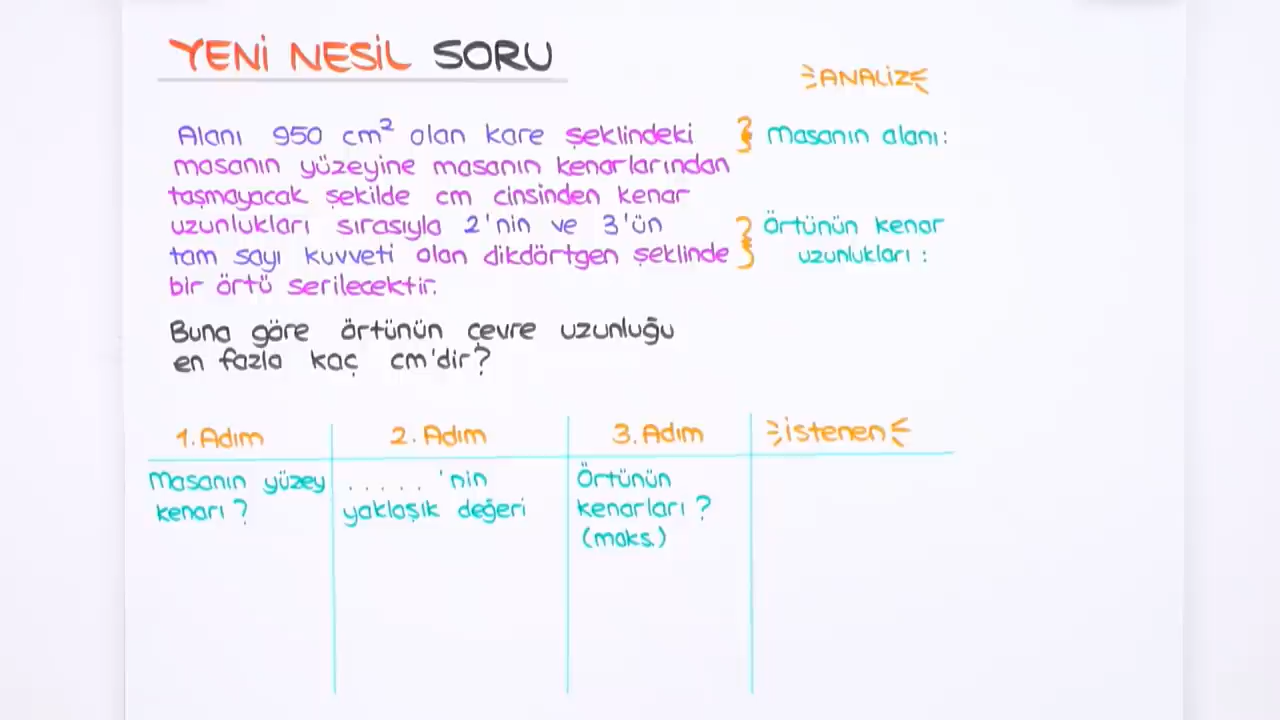 YENİ NESİL SORU
ANALİZ
Alanı 950 cm² olan kare şeklindeki
masanın yüzeyine masanın kenarlarından
taşmayacak şekilde cm cinsinden kenar
uzunlukları sırasıyla 2'nin ve 3'ün
tam sayı kuvveti olan dikdörtgen şeklinde
bir örtü serilecektir.
masanın alanı:
Örtünün kenar
uzunlukları:
Buna göre örtünün çevre uzunluğu
en fazla kaç cm'dir?
1. Adım
Masanın yüzey
kenarı?
2. Adım
..... 'nin
yaklaşık değeri
3. Adım
Örtünün
kenarları?
(maks.)
İstenen